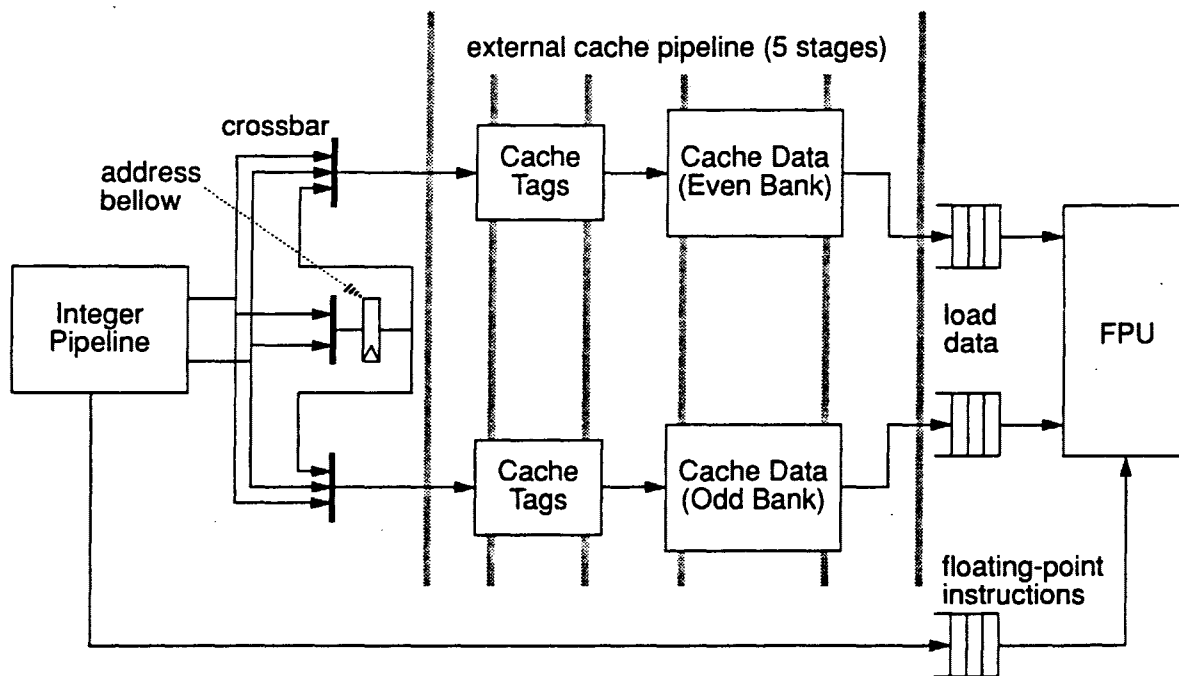 external cache pipeline (5 stages)
crossbar
address
bellow
Cache
Tags
Cache Data
(Even Bank)
Integer
Pipeline
load
data
FPU
Cache
Tags
Cache Data
(Odd Bank)
floating-point
instructions